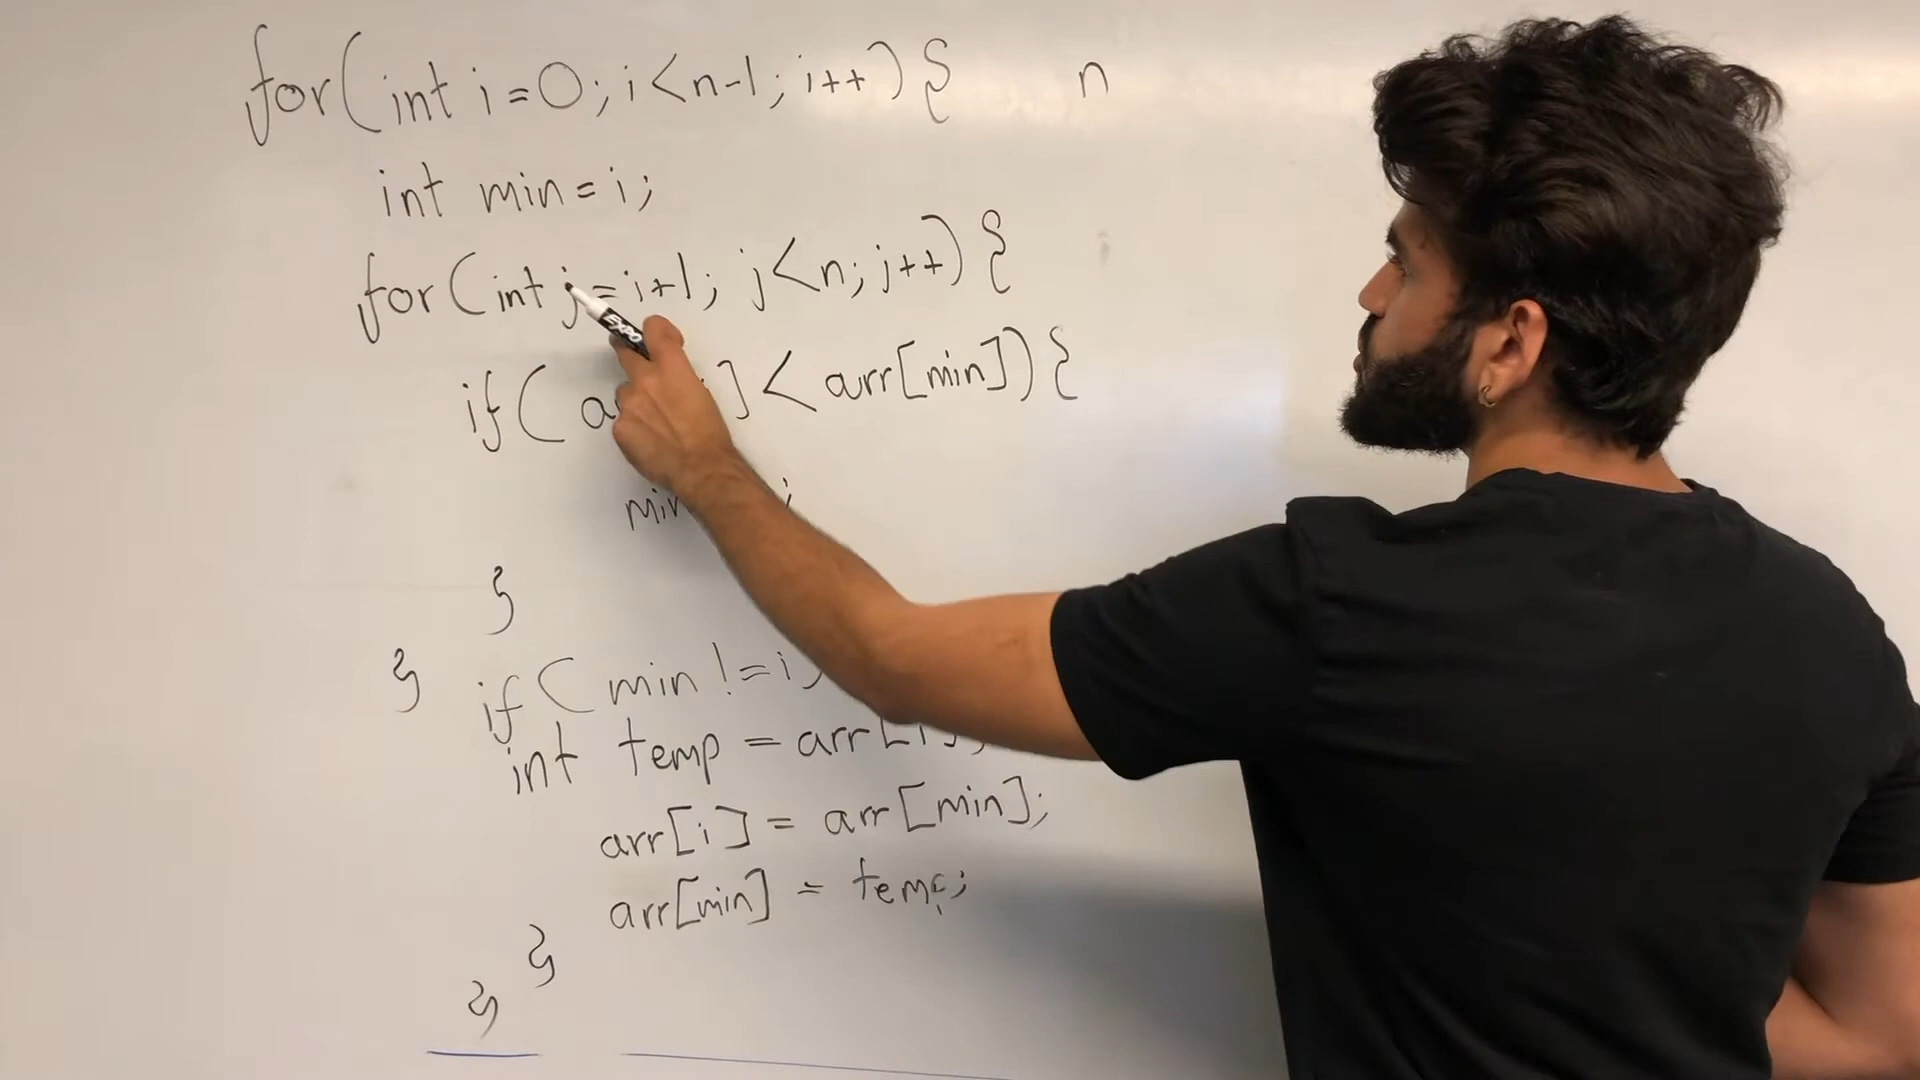 for(int i=0; i<n-1; i++){ n
int min=i;
for(int j=i+1; j<n; j++){
EXPO
if( ] < arr[min]){
}
}
if( min != i
int temp = arr[i];
arr[i] = arr[min];
arr[min] = temp;
}
}